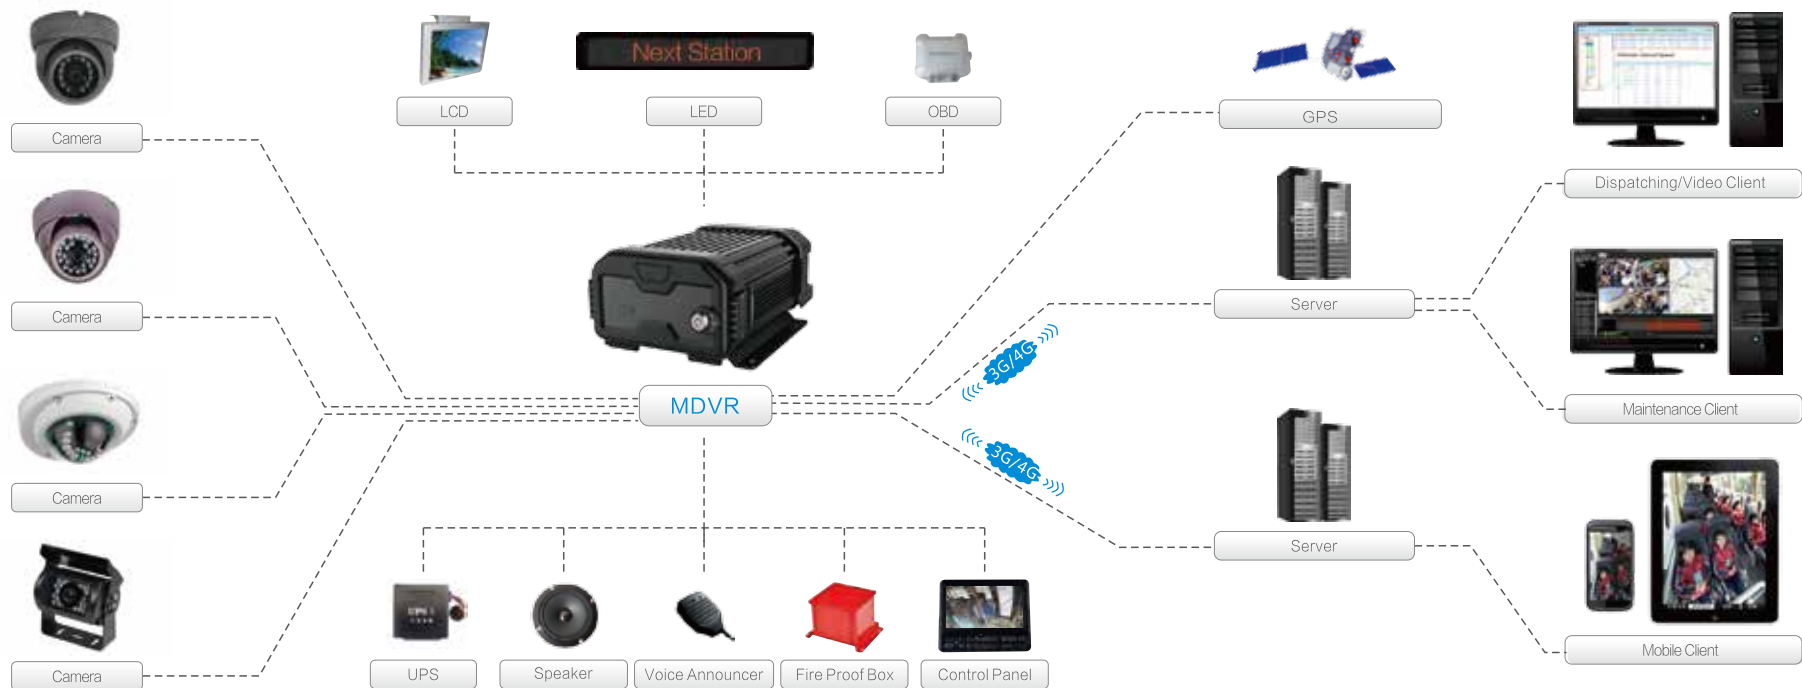 Next Station
LCD
LED
OBD
GPS
Camera
Dispatching/Video Client
Camera
Server
3G/4G
MDVR
Maintenance Client
3G/4G
Camera
Server
Mobile Client
Camera
UPS
Speaker
Voice Announcer
Fire Proof Box
Control Panel